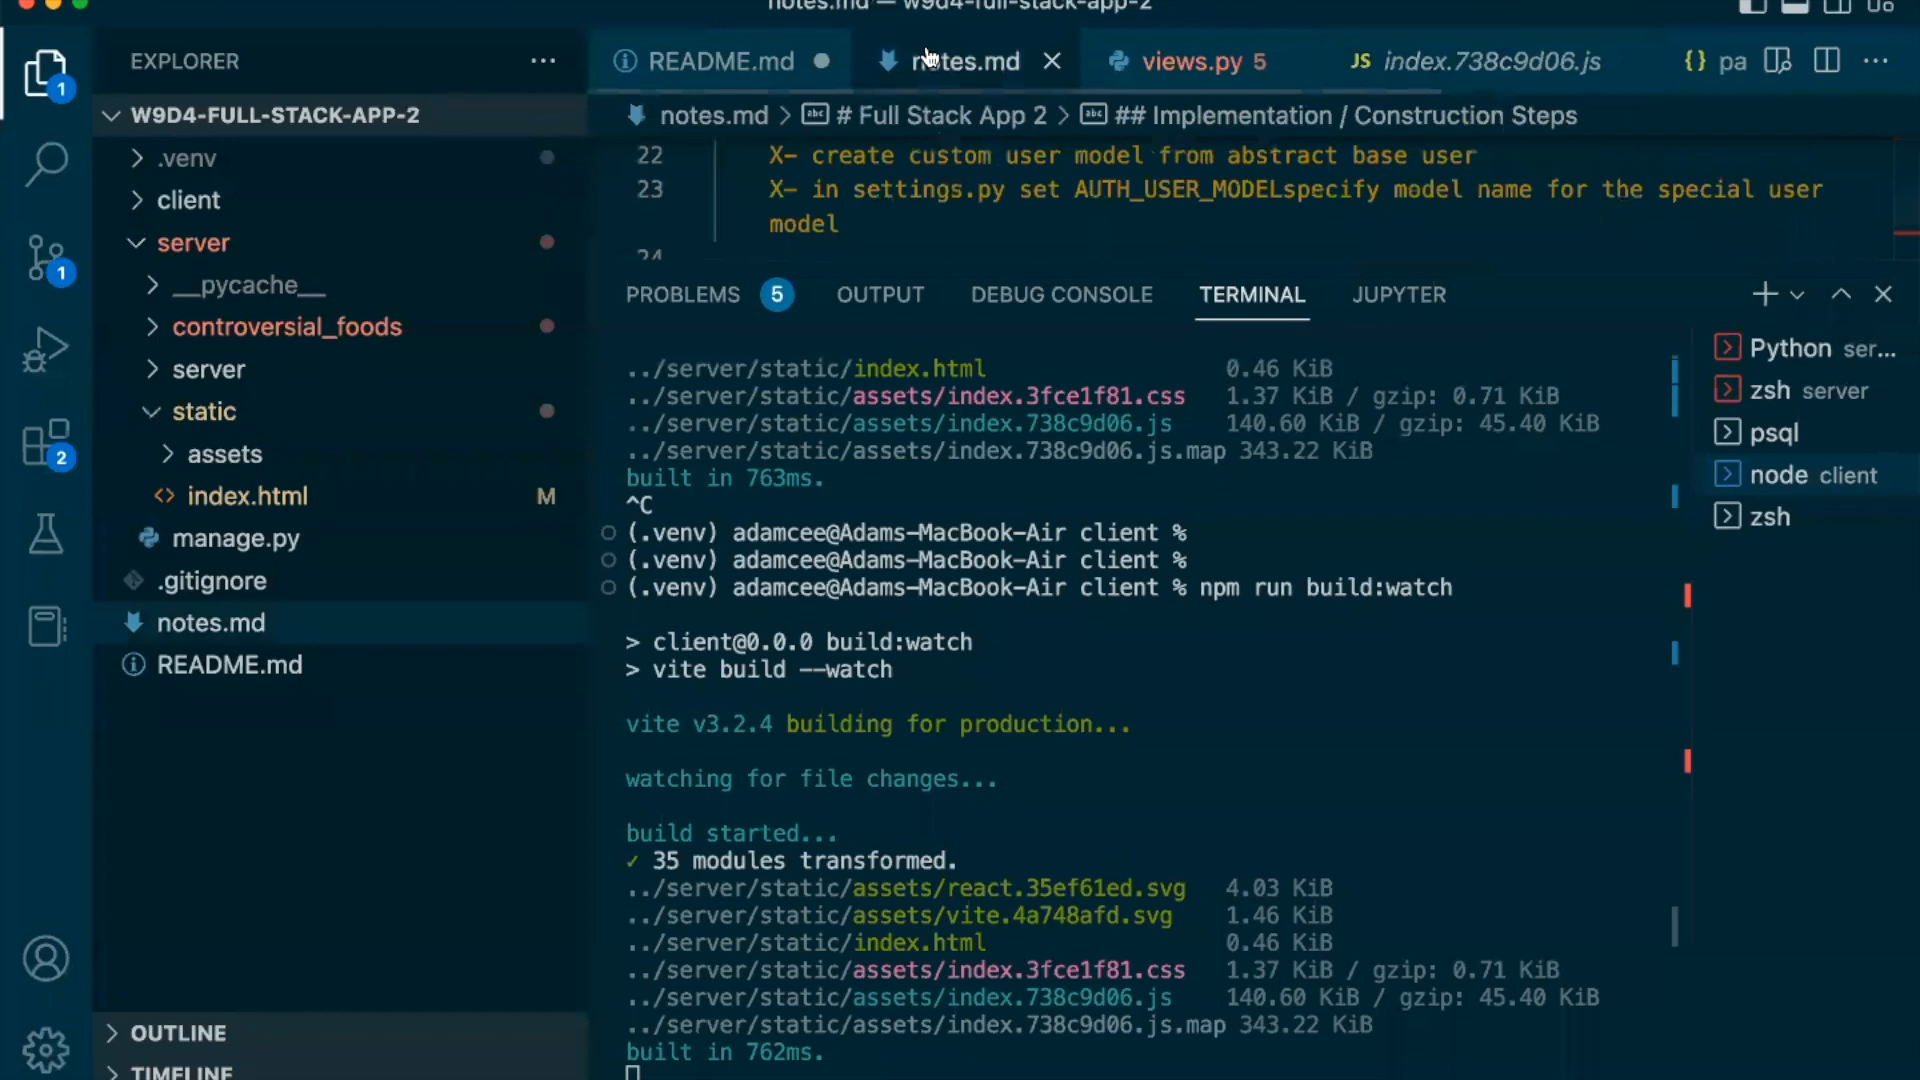 notes.md — w9d4-full-stack-app-2
EXPLORER
README.md
notes.md
views.py 5
JS index.738c9d06.js
{} pa
1
W9D4-FULL-STACK-APP-2
notes.md > # Full Stack App 2 > ## Implementation / Construction Steps
.venv
client
server
__pycache__
controversial_foods
server
static
assets
index.html M
manage.py
.gitignore
notes.md
README.md
1
2
22 X- create custom user model from abstract base user
23 X- in settings.py set AUTH_USER_MODELspecify model name for the special user
model
24
PROBLEMS 5 OUTPUT DEBUG CONSOLE TERMINAL JUPYTER
../server/static/index.html 0.46 KiB
../server/static/assets/index.3fce1f81.css 1.37 KiB / gzip: 0.71 KiB
../server/static/assets/index.738c9d06.js 140.60 KiB / gzip: 45.40 KiB
../server/static/assets/index.738c9d06.js.map 343.22 KiB
built in 763ms.
^C
(.venv) adamcee@Adams-MacBook-Air client %
(.venv) adamcee@Adams-MacBook-Air client %
(.venv) adamcee@Adams-MacBook-Air client % npm run build:watch
> client@0.0.0 build:watch
> vite build --watch
vite v3.2.4 building for production...
watching for file changes...
build started...
✓ 35 modules transformed.
../server/static/assets/react.35ef61ed.svg 4.03 KiB
../server/static/assets/vite.4a748afd.svg 1.46 KiB
../server/static/index.html 0.46 KiB
../server/static/assets/index.3fce1f81.css 1.37 KiB / gzip: 0.71 KiB
../server/static/assets/index.738c9d06.js 140.60 KiB / gzip: 45.40 KiB
../server/static/assets/index.738c9d06.js.map 343.22 KiB
built in 762ms.
Python ser...
zsh server
psql
node client
zsh
OUTLINE
TIMELINE